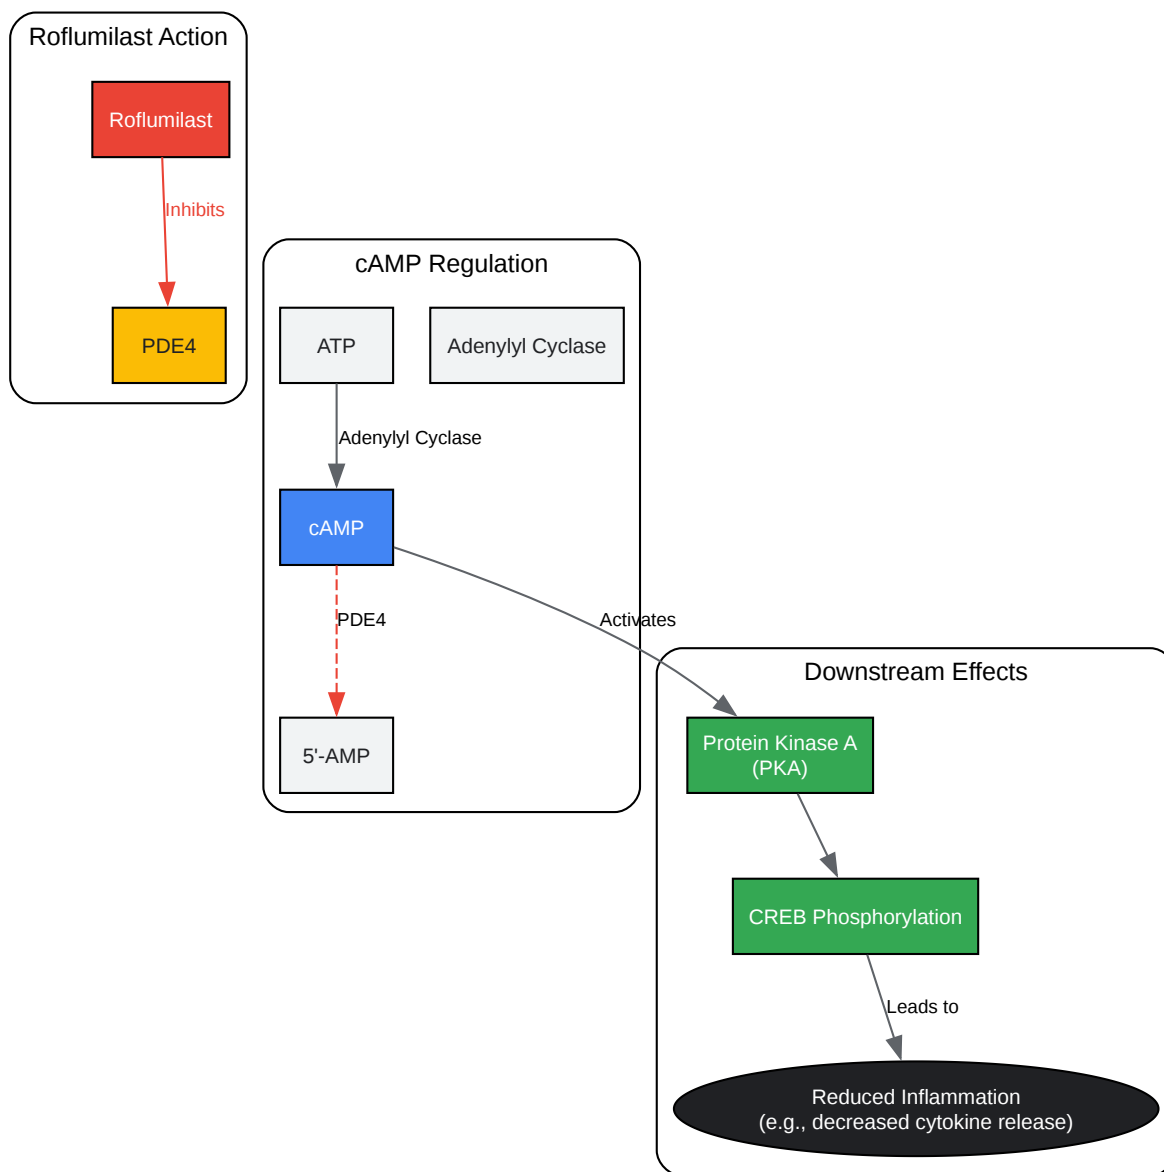 Roflumilast Action
Roflumilast
Inhibits
PDE4
cAMP Regulation
ATP
Adenylyl Cyclase
Adenylyl Cyclase
cAMP
PDE4
Activates
5'-AMP
Downstream Effects
Protein Kinase A
(PKA)
CREB Phosphorylation
Leads to
Reduced Inflammation
(e.g., decreased cytokine release)